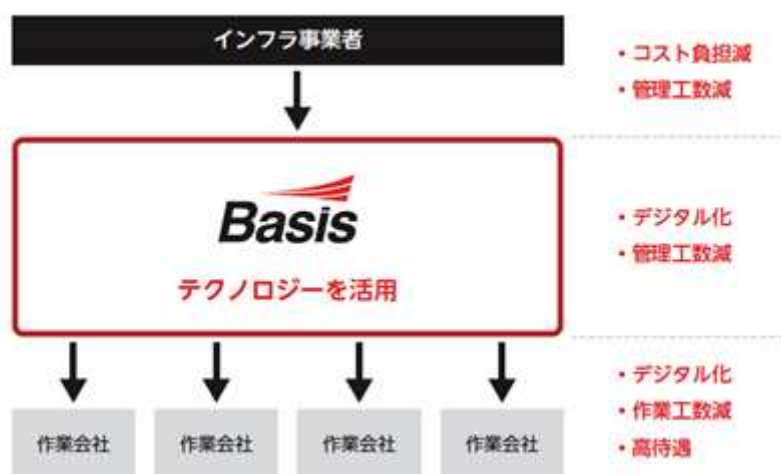 インフラ事業者
・コスト負担減
・管理工数減
Basis
テクノロジーを活用
・デジタル化
・管理工数減
作業会社
作業会社
作業会社
作業会社
・デジタル化
・作業工数減
・高待遇